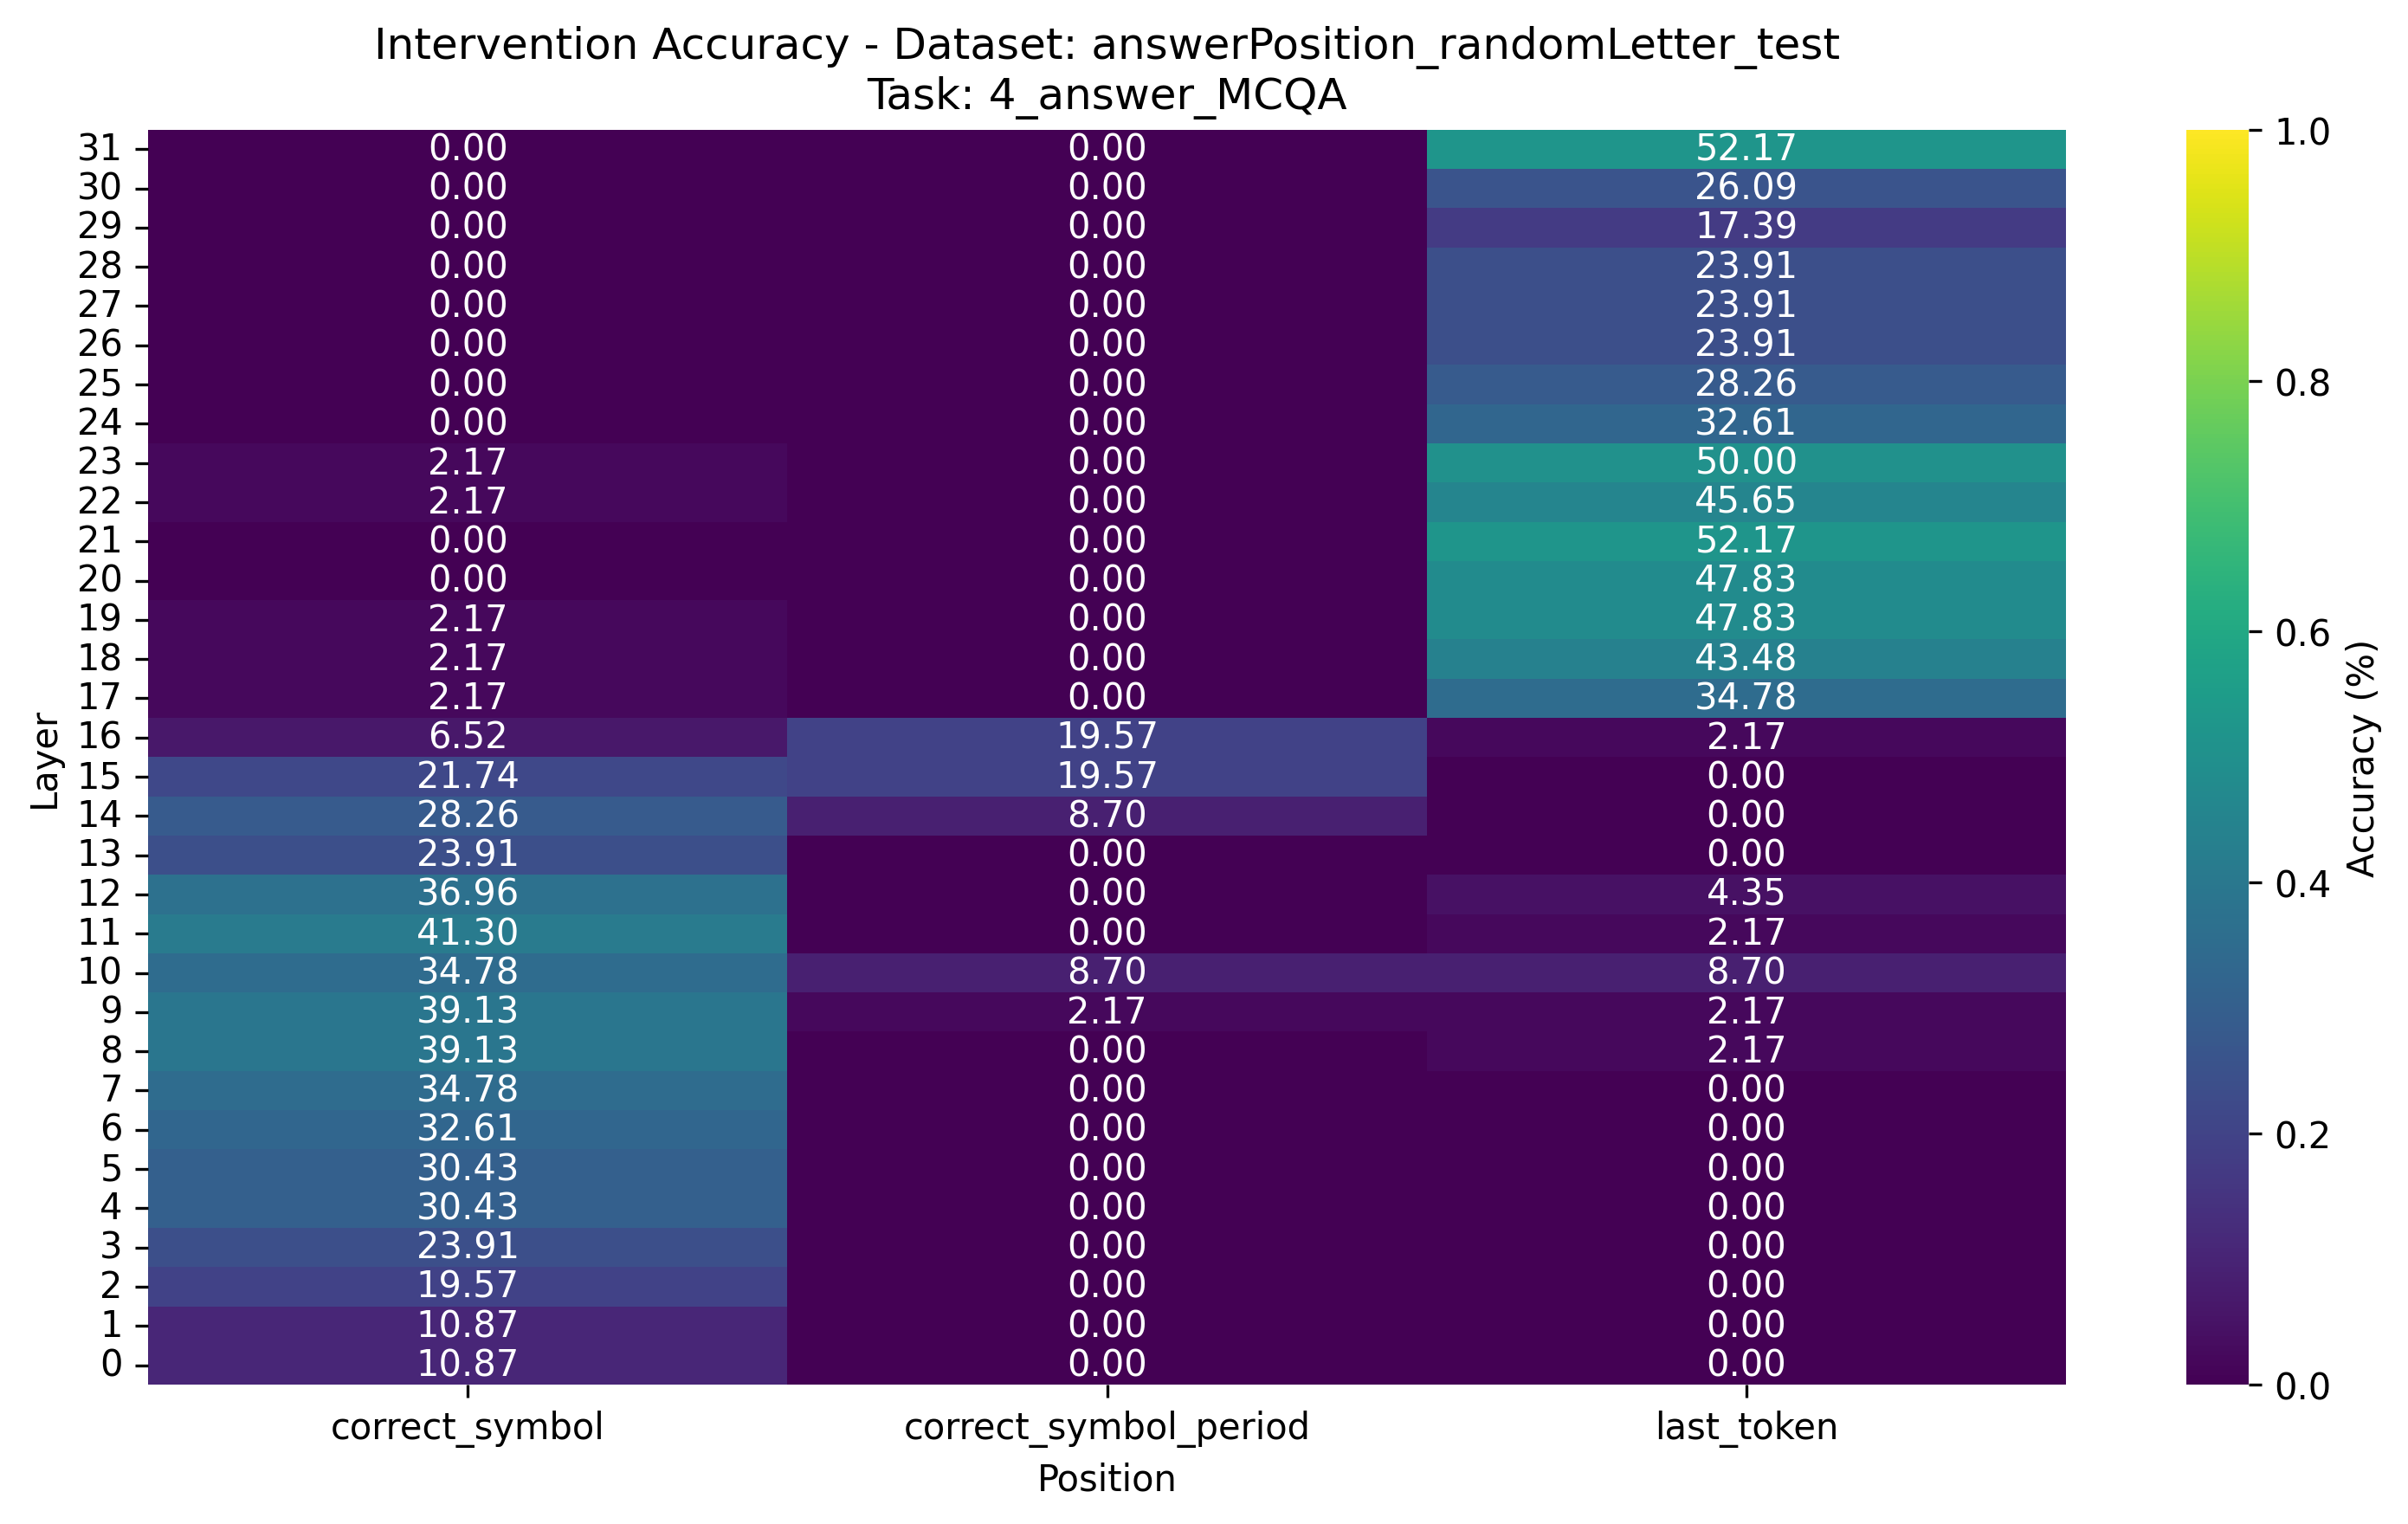 Intervention Accuracy - Dataset: answerPosition_randomLetter_test
Task: 4_answer_MCQA
31 0.00 0.00 52.17
30 0.00 0.00 26.09
29 0.00 0.00 17.39
28 0.00 0.00 23.91
27 0.00 0.00 23.91
26 0.00 0.00 23.91
25 0.00 0.00 28.26
24 0.00 0.00 32.61
23 2.17 0.00 50.00
22 2.17 0.00 45.65
21 0.00 0.00 52.17
20 0.00 0.00 47.83
19 2.17 0.00 47.83
18 2.17 0.00 43.48
17 2.17 0.00 34.78
16 6.52 19.57 2.17
15 21.74 19.57 0.00
14 28.26 8.70 0.00
13 23.91 0.00 0.00
12 36.96 0.00 4.35
11 41.30 0.00 2.17
10 34.78 8.70 8.70
9 39.13 2.17 2.17
8 39.13 0.00 2.17
7 34.78 0.00 0.00
6 32.61 0.00 0.00
5 30.43 0.00 0.00
4 30.43 0.00 0.00
3 23.91 0.00 0.00
2 19.57 0.00 0.00
1 10.87 0.00 0.00
0 10.87 0.00 0.00
Layer
correct_symbol correct_symbol_period last_token
Position
1.0
0.8
0.6
0.4
0.2
0.0
Accuracy (%)